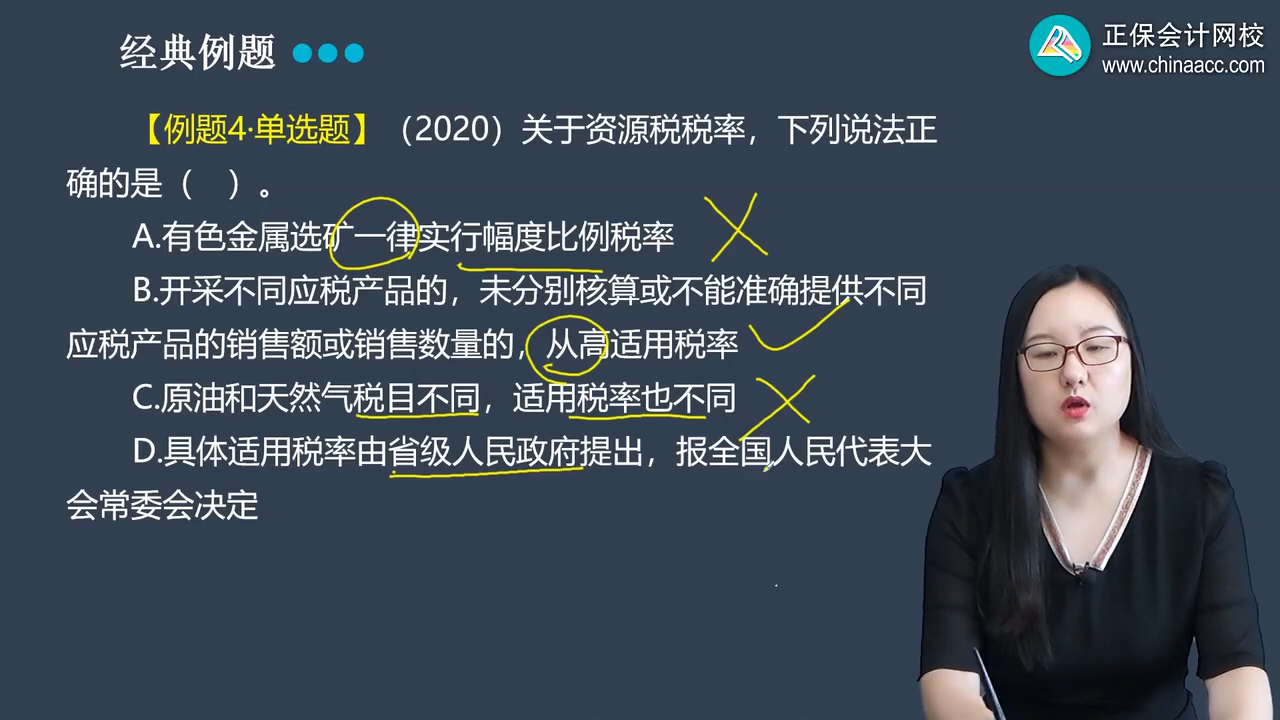 经典例题
正保会计网校
www.chinaacc.com
【例题4·单选题】（2020）关于资源税税率，下列说法正
确的是（ ）。
A.有色金属选矿一律实行幅度比例税率
B.开采不同应税产品的，未分别核算或不能准确提供不同
应税产品的销售额或销售数量的，从高适用税率
C.原油和天然气税目不同，适用税率也不同
D.具体适用税率由省级人民政府提出，报全国人民代表大
会常委会决定